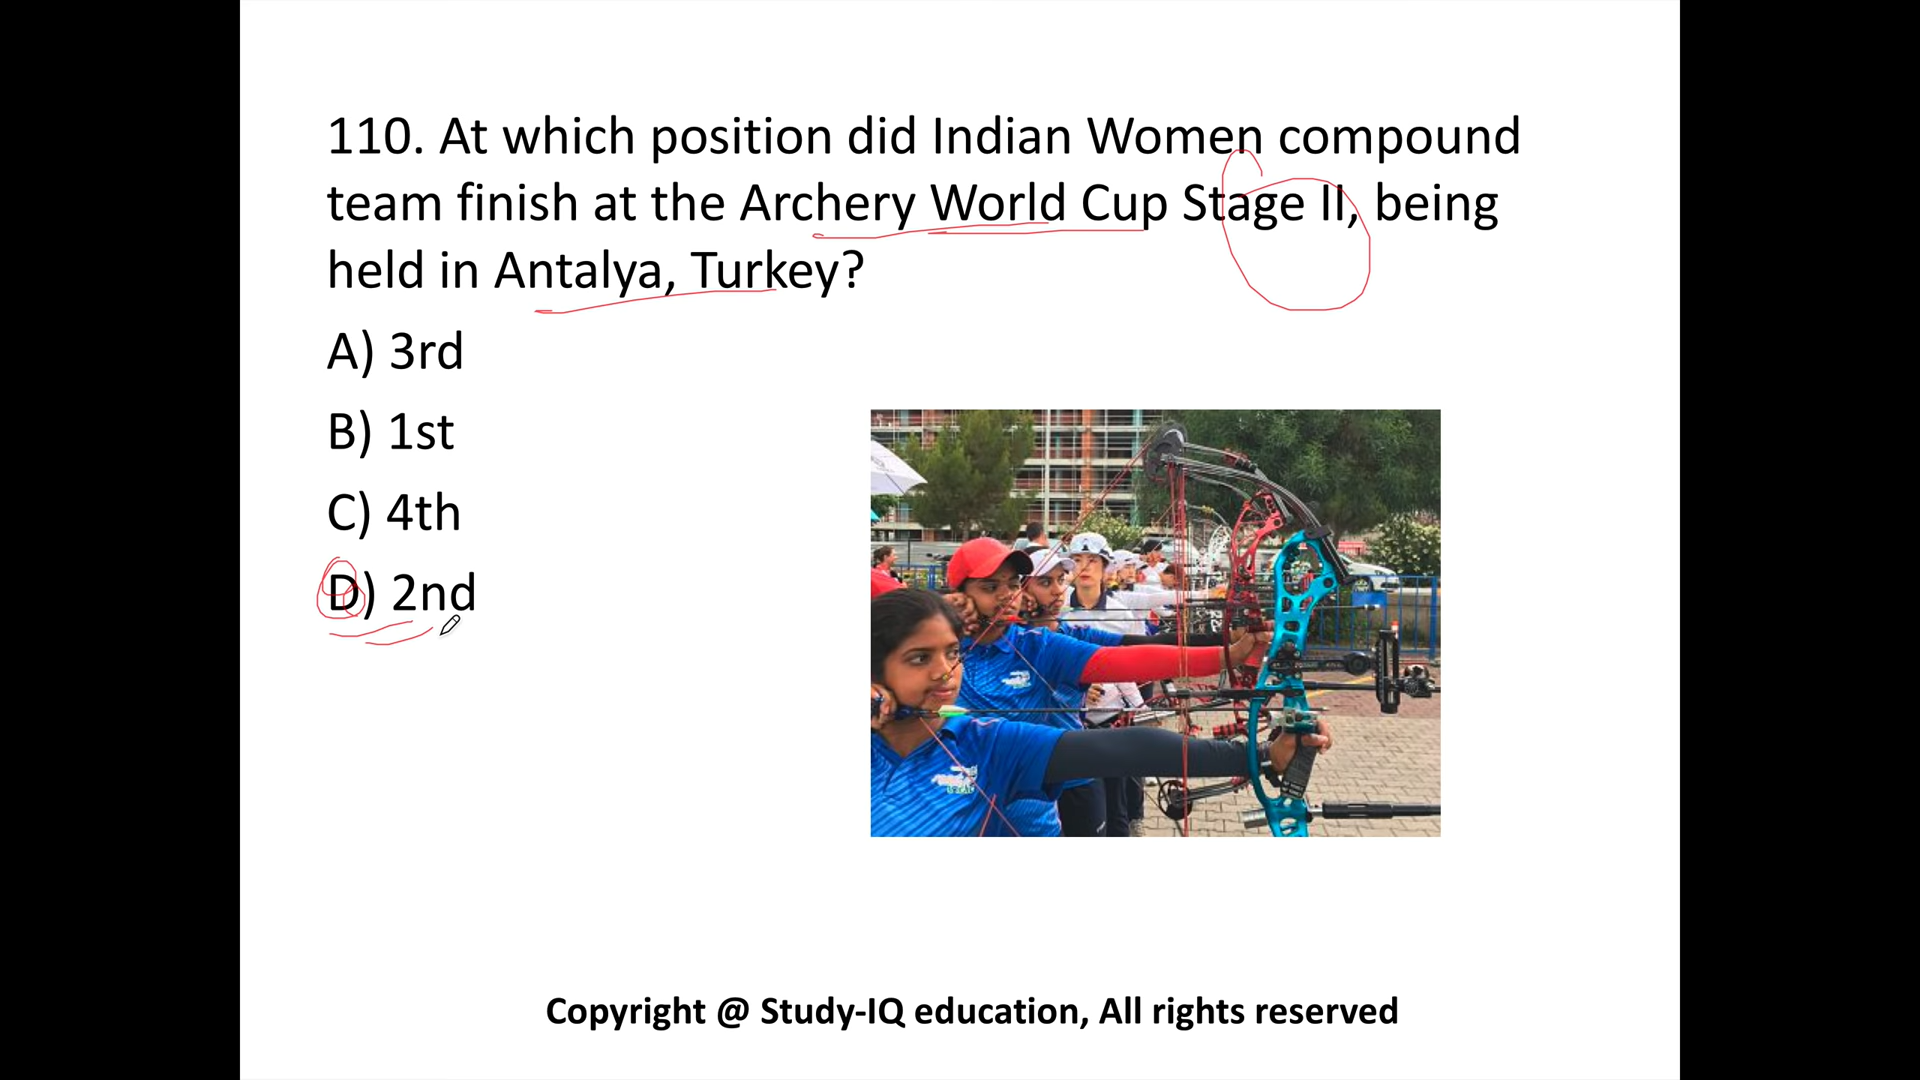 110. At which position did Indian Women compound
team finish at the Archery World Cup Stage II, being
held in Antalya, Turkey?
A) 3rd
B) 1st
C) 4th
D) 2nd
Copyright @ Study-IQ education, All rights reserved